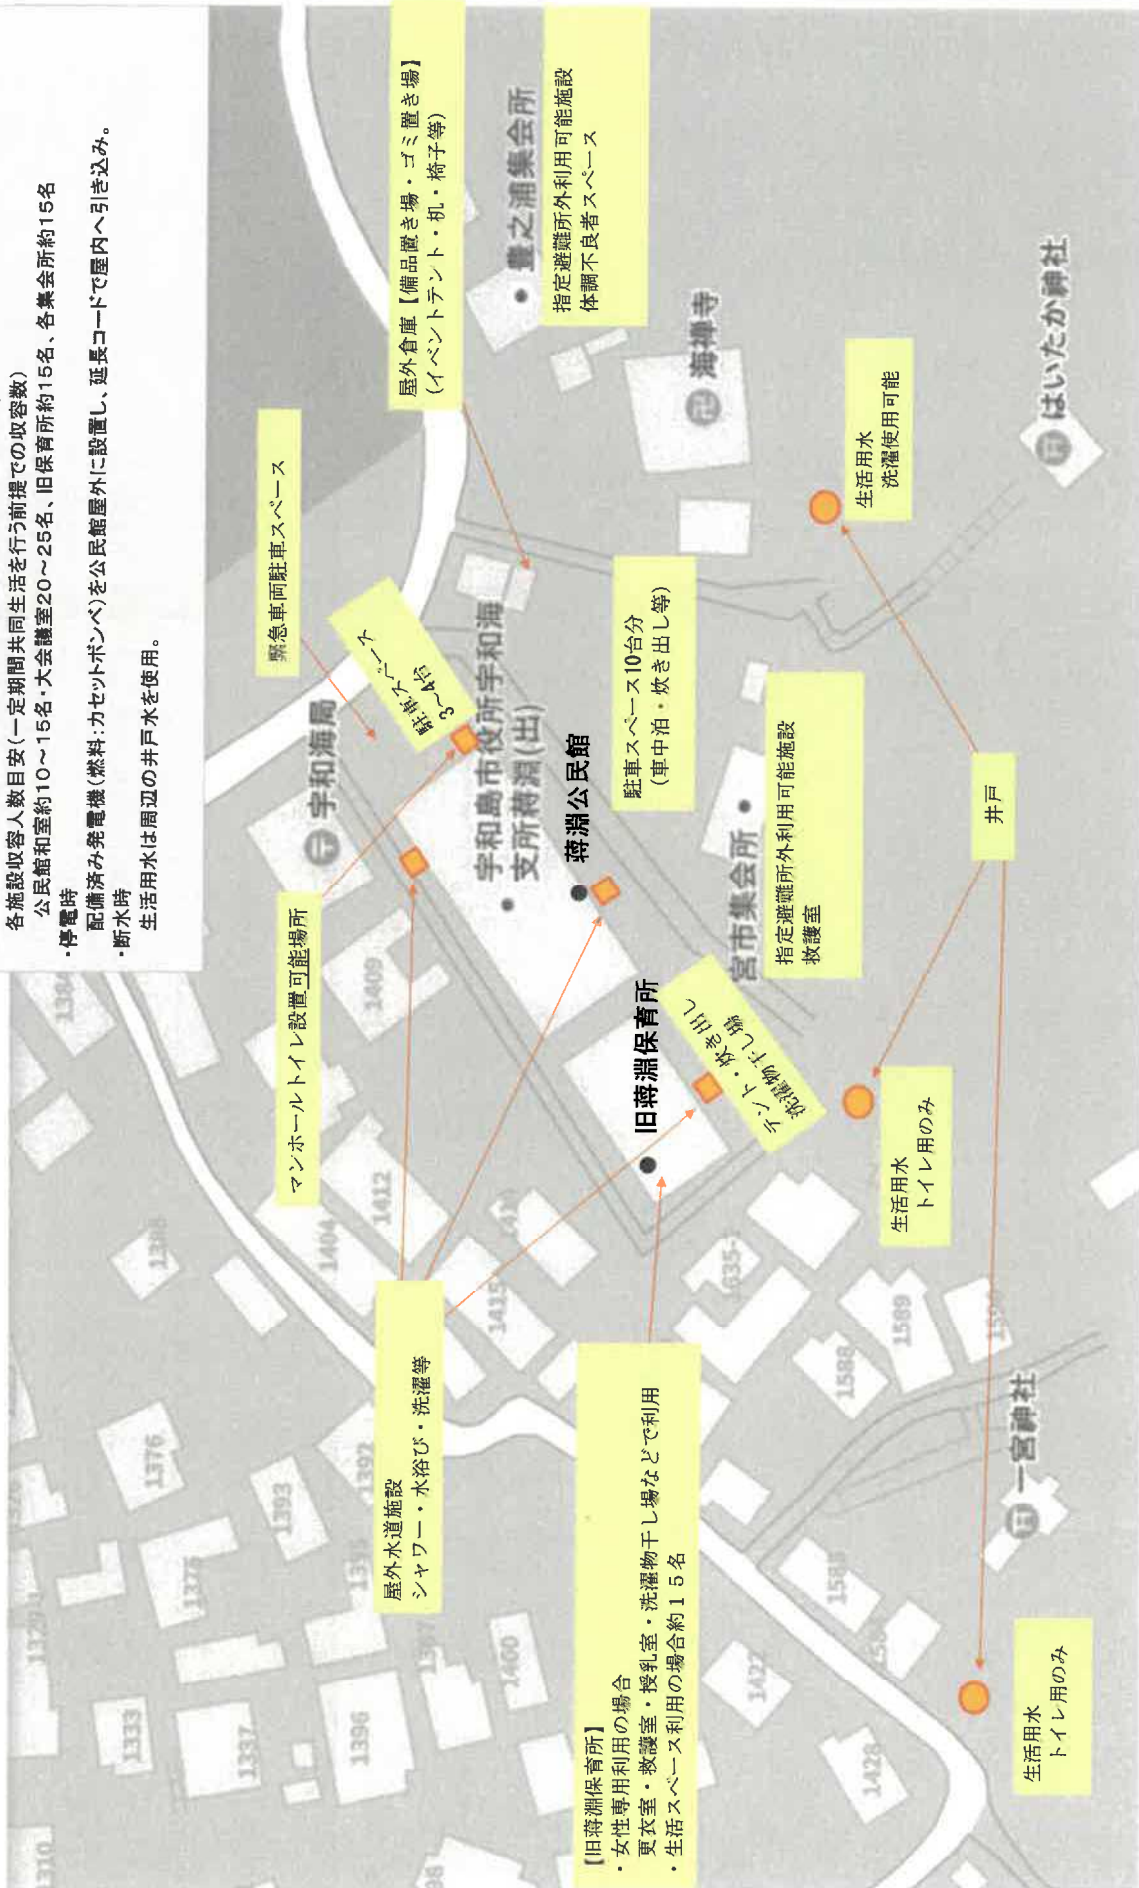 各施設収容人数目安(一定期間共同生活を行う前提での収容数)
公民館和室約10～15名・大会議室20～25名、旧保育所約15名、各集会所約15名
・停電時
配備済み発電機(燃料:カセットボンベ)を公民館屋外に設置し、延長コードで屋内へ引き込み。
・断水時
生活用水は周辺の井戸水を使用。
緊急車両駐車スペース
屋外倉庫【備品置き場・ゴミ置き場】
(イベントテント・机・椅子等)
豊之浦集会所
指定避難所外利用可能施設
体調不良者スペース
マンホールトイレ設置可能場所
宇和海局
駐車スペース
3～4台
宇和島市役所宇和海
支所蒋淵(出)
蒋淵公民館
駐車スペース10台分
(車中泊・炊き出し等)
海禅寺
生活用水
洗濯使用可能
はいたか神社
宮市集会所
指定避難所外利用可能施設
救護室
井戸
旧蒋淵保育所
テント・炊き出し
洗濯物干し場
生活用水
トイレ用のみ
屋外水道施設
シャワー・水浴び・洗濯等
【旧蒋淵保育所】
・女性専用利用の場合
更衣室・救護室・授乳室・洗濯物干し場などで利用
・生活スペース利用の場合約15名
一宮神社
生活用水
トイレ用のみ
1409
1412
1404
1415
1376
1393
1392
1333
1337
1396
1400
1422
1428
1588
1589
1310